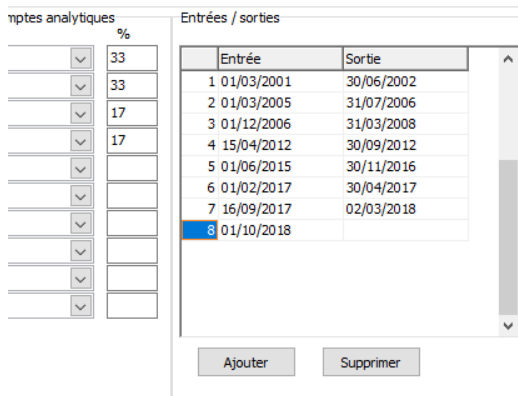 mptes analytiques
%
33
33
17
17
Entrées / sorties
Entrée Sortie
1 01/03/2001 30/06/2002
2 01/03/2005 31/07/2006
3 01/12/2006 31/03/2008
4 15/04/2012 30/09/2012
5 01/06/2015 30/11/2016
6 01/02/2017 30/04/2017
7 16/09/2017 02/03/2018
8 01/10/2018
Ajouter Supprimer